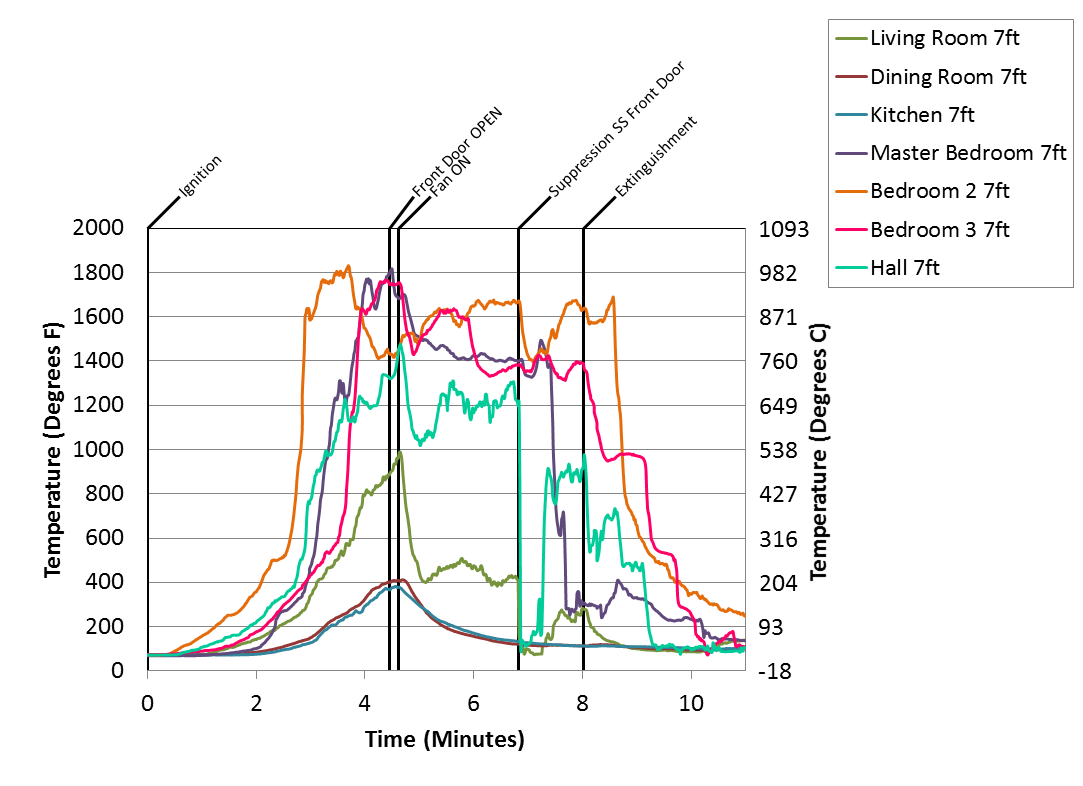 Living Room 7ft
Dining Room 7ft
Kitchen 7ft
Master Bedroom 7ft
Bedroom 2 7ft
Bedroom 3 7ft
Hall 7ft
Ignition
Front Door OPEN
Fan ON
Suppression SS Front Door
Extinguishment
Temperature (Degrees F)
2000
1800
1600
1400
1200
1000
800
600
400
200
0
1093
982
871
760
649
538
427
316
204
93
-18
Temperature (Degrees C)
0 2 4 6 8 10
Time (Minutes)